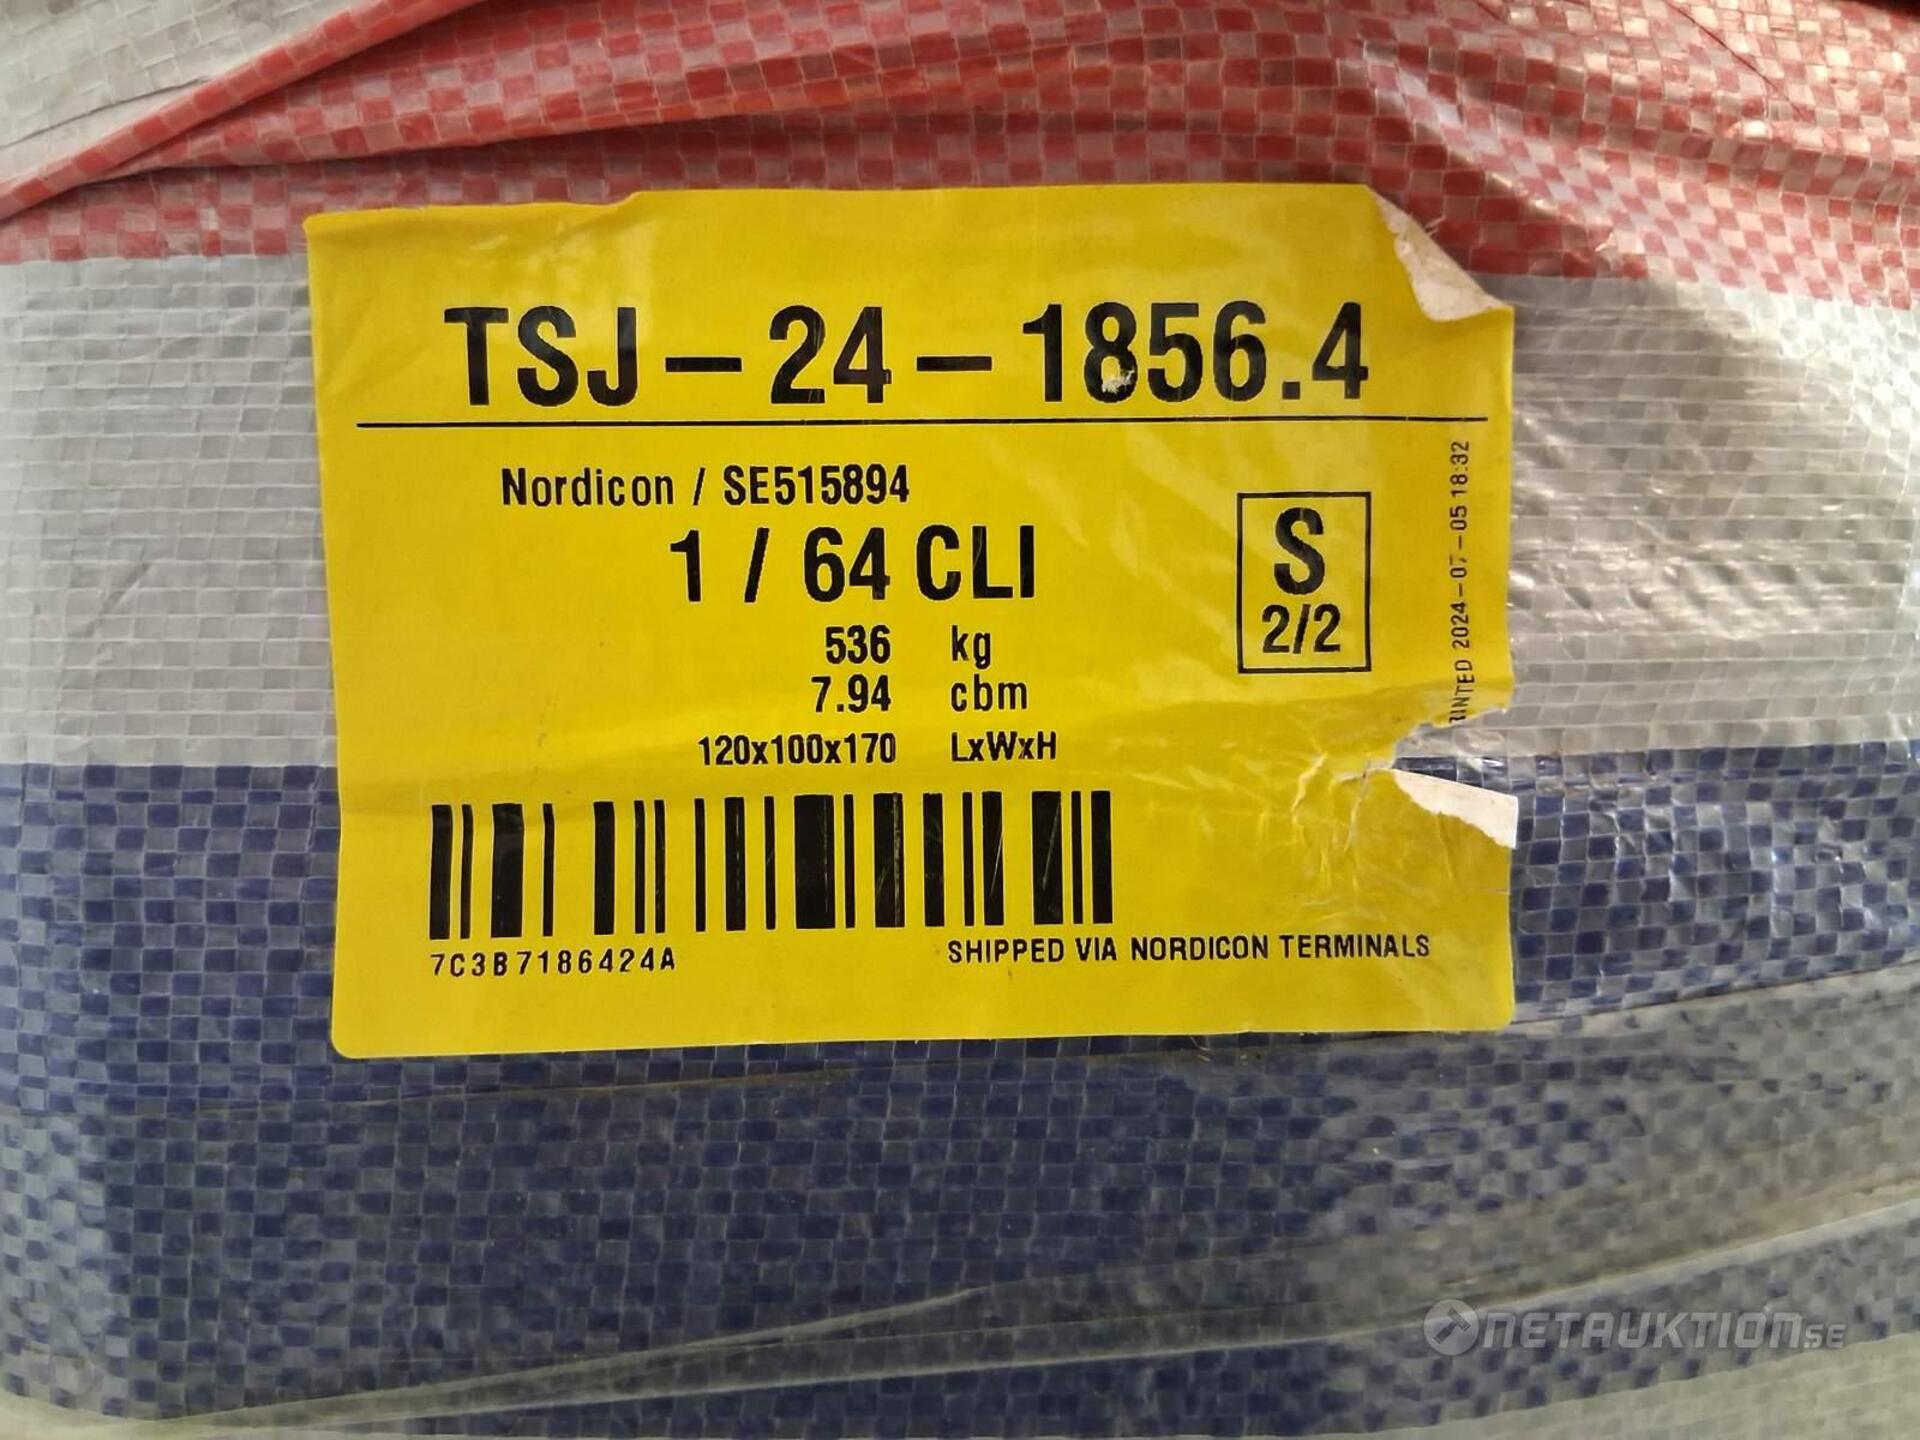 TSJ-24-1856.4
Nordicon / SE515894
1 / 64 CLI
536 kg
7.94 cbm
120x100x170 LxWxH
S
2/2
7C3B7186424A
SHIPPED VIA NORDICON TERMINALS
2024-07-05 18:32
NETAUKTION.SE